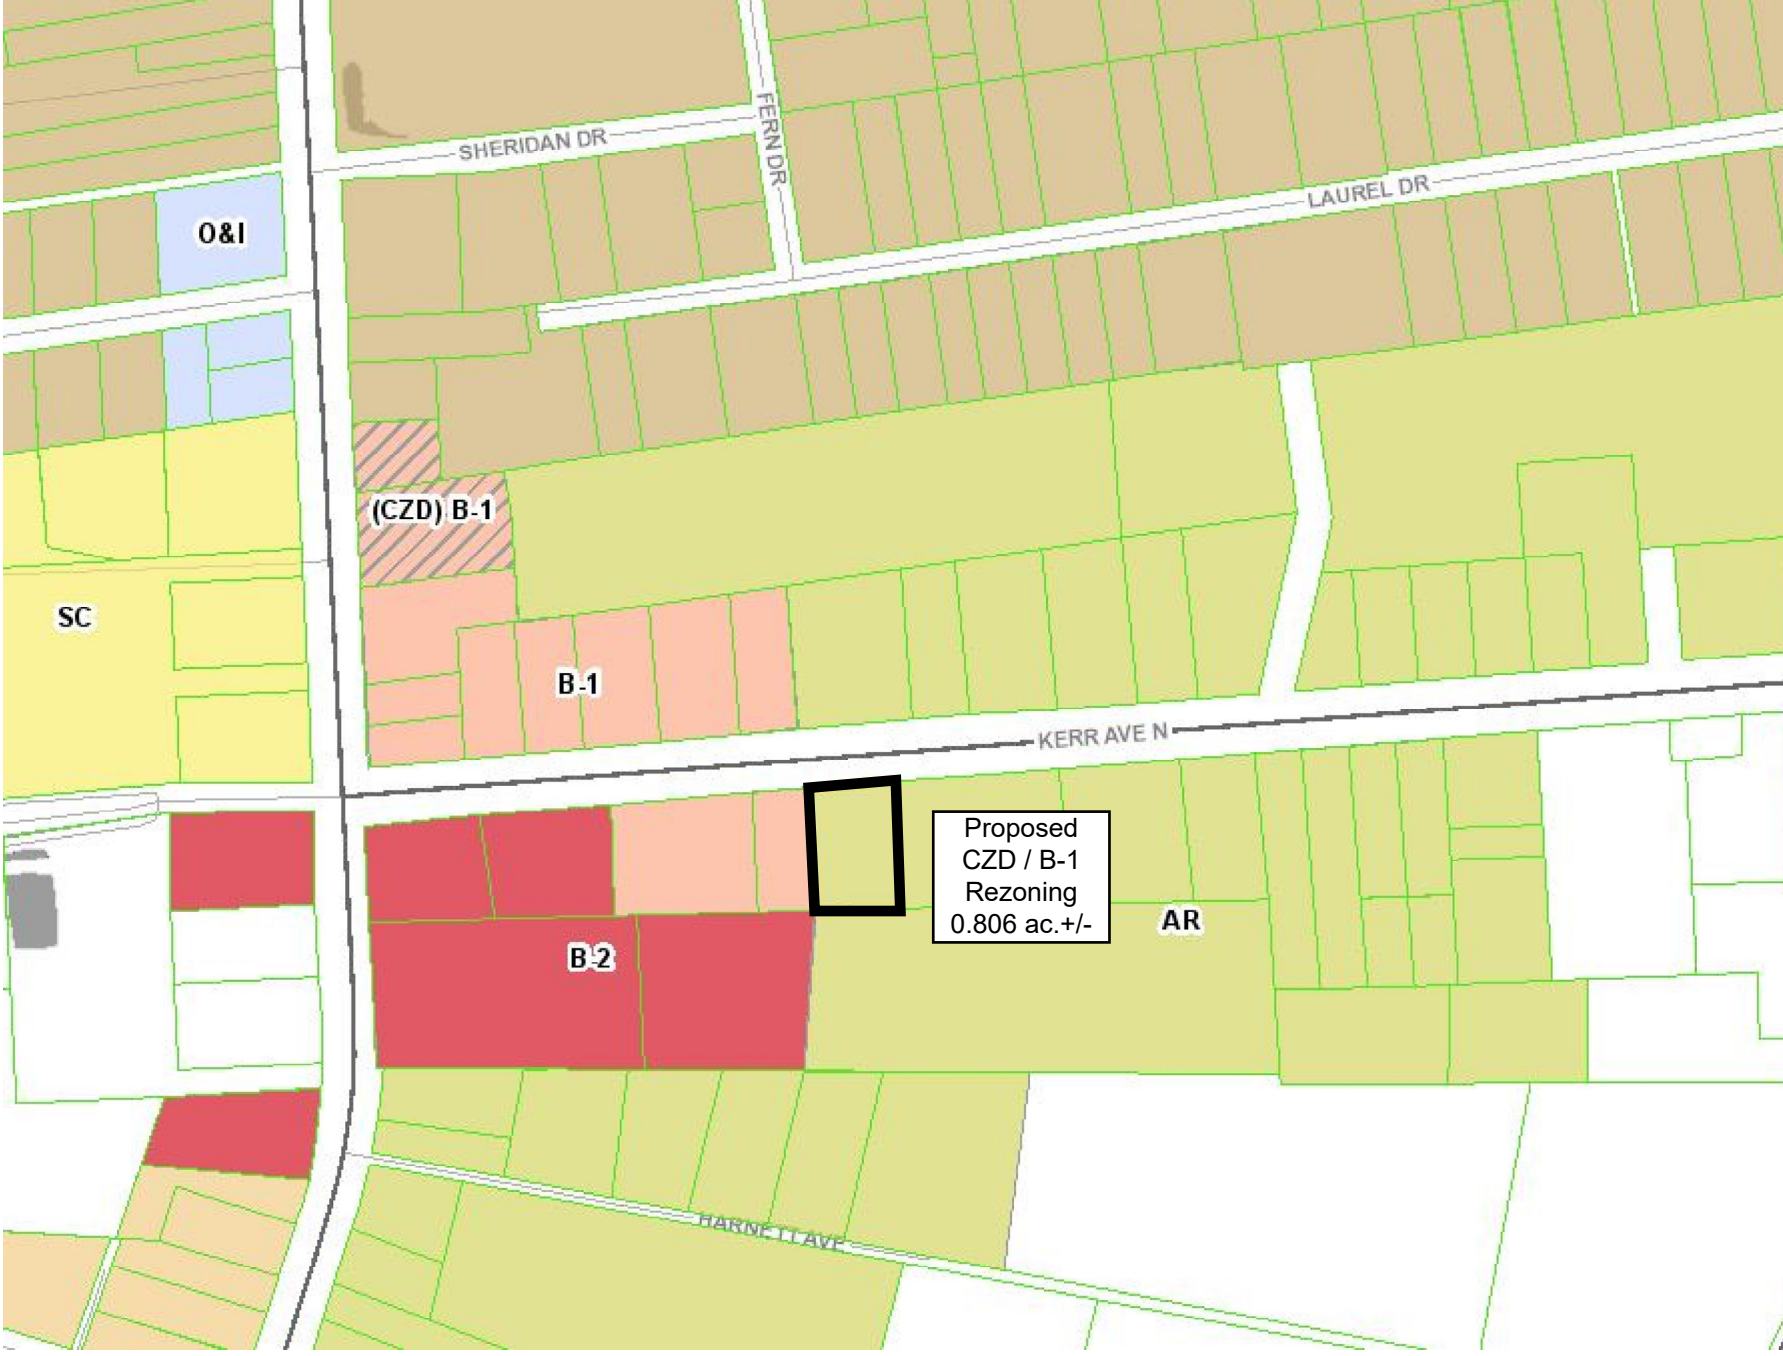 SHERIDAN DR
FERN DR
LAUREL DR
O&I
(CZD) B-1
SC
B-1
KERR AVE N
Proposed
CZD / B-1
Rezoning
0.806 ac.+/-
AR
B-2
HARNETT AVE